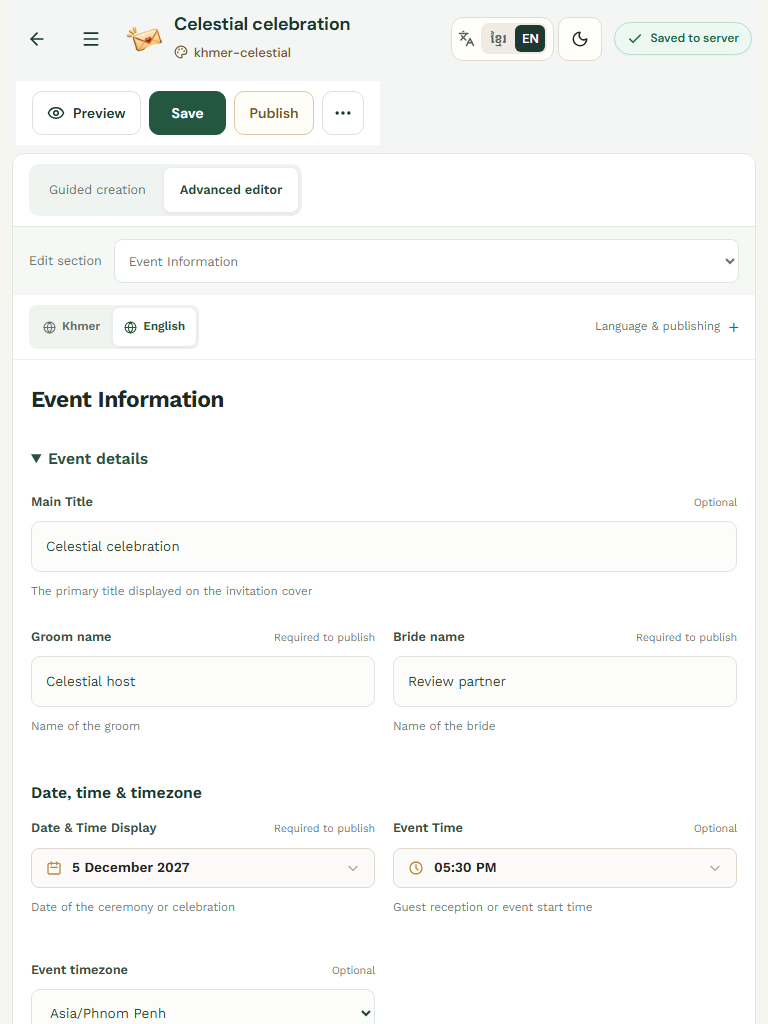 Celestial celebration
khmer-celestial
ខ្មែរ
EN
Saved to server
Preview
Save
Publish
Guided creation
Advanced editor
Edit section
Event Information
Khmer
English
Language & publishing +
Event Information
Event details
Main Title
Optional
Celestial celebration
The primary title displayed on the invitation cover
Groom name
Required to publish
Bride name
Required to publish
Celestial host
Review partner
Name of the groom
Name of the bride
Date, time & timezone
Date & Time Display
Required to publish
Event Time
Optional
5 December 2027
05:30 PM
Date of the ceremony or celebration
Guest reception or event start time
Event timezone
Optional
Asia/Phnom Penh